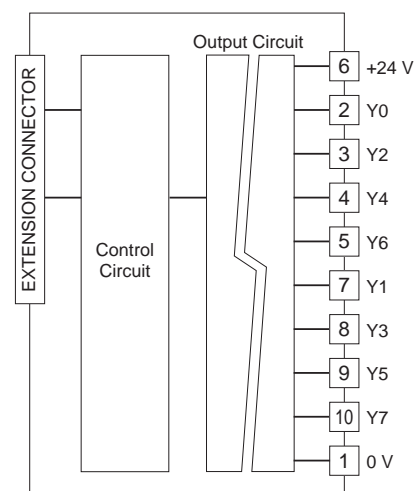 Output Circuit
EXTENSION CONNECTOR
Control
Circuit
6 +24 V
2 Y0
3 Y2
4 Y4
5 Y6
7 Y1
8 Y3
9 Y5
10 Y7
1 0 V